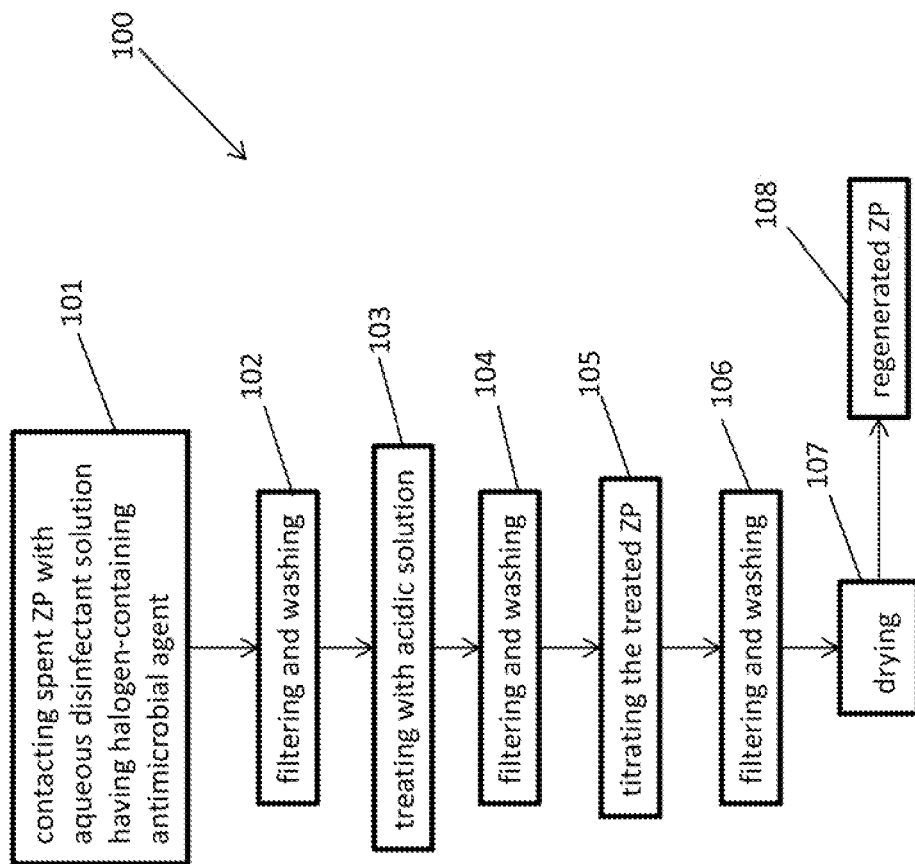 100
101
contacting spent ZP with
aqueous disinfectant solution
having halogen-containing
antimicrobial agent
102
filtering and washing
103
treating with acidic solution
104
filtering and washing
105
titrating the treated ZP
106
filtering and washing
107
drying
108
regenerated ZP